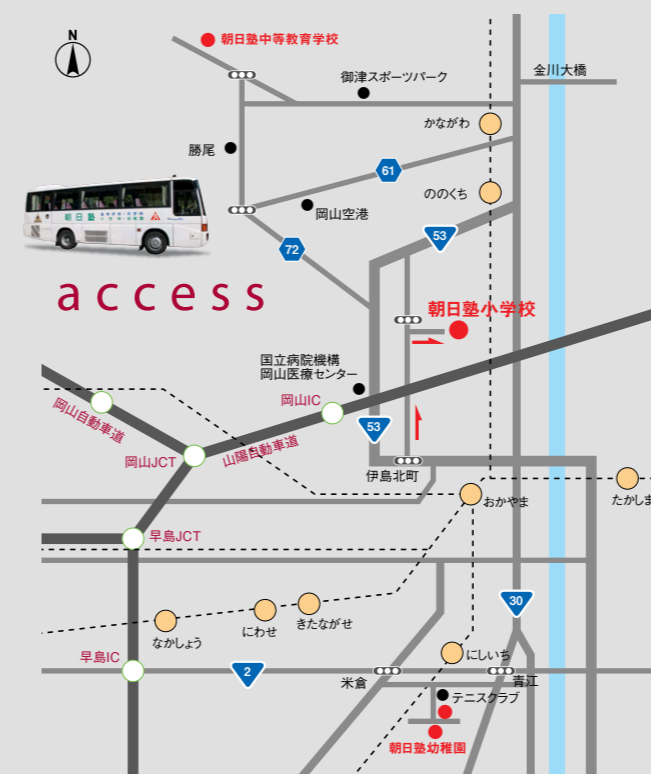 N
朝日塾中等教育学校
御津スポーツパーク
金川大橋
かながわ
勝尾
61
ののくち
岡山空港
朝日塾
53
72
access
朝日塾小学校
国立病院機構
岡山医療センター
岡山IC
岡山自動車道
53
岡山JCT
山陽自動車道
伊島北町
おかやま
たかしま
早島JCT
30
きたながせ
にわせ
なかしょう
早島IC
にしいち
2
米倉
青江
テニスクラブ
朝日塾幼稚園